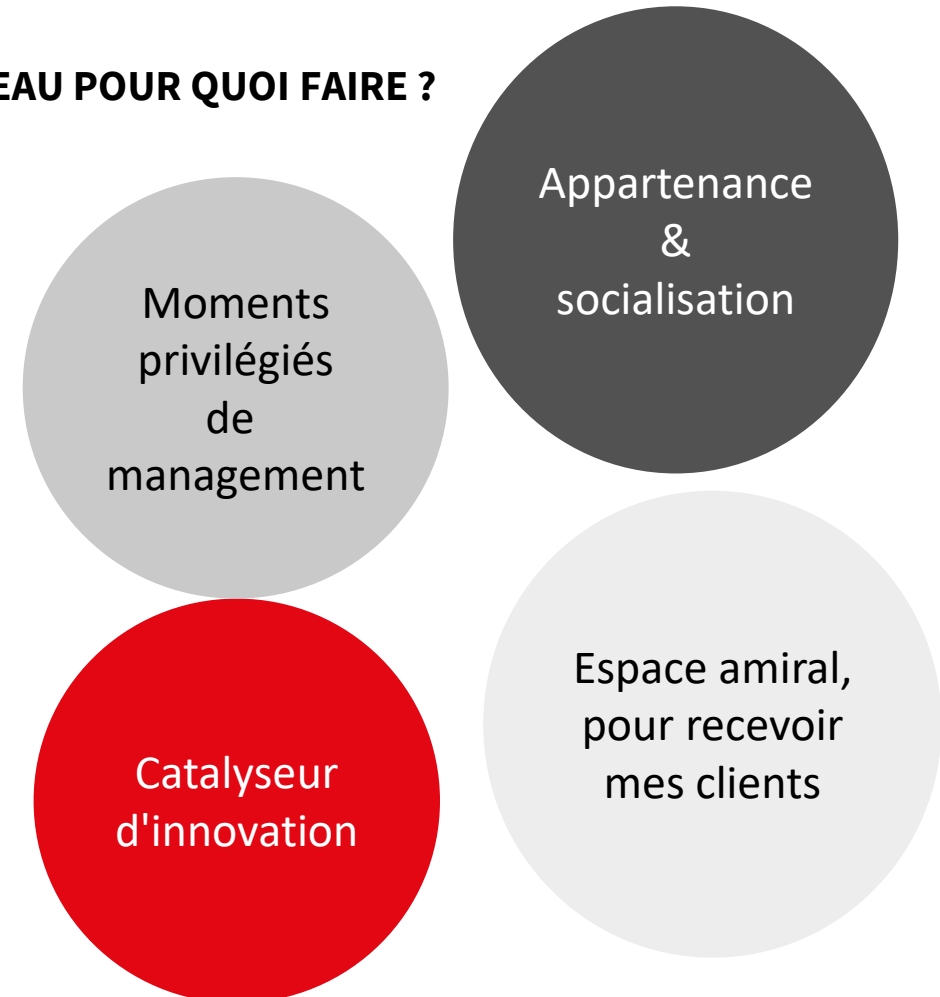 EAU POUR QUOI FAIRE ?
Appartenance
&
socialisation
Moments
privilégiés
de
management
Espace amiral,
pour recevoir
mes clients
Catalyseur
d'innovation